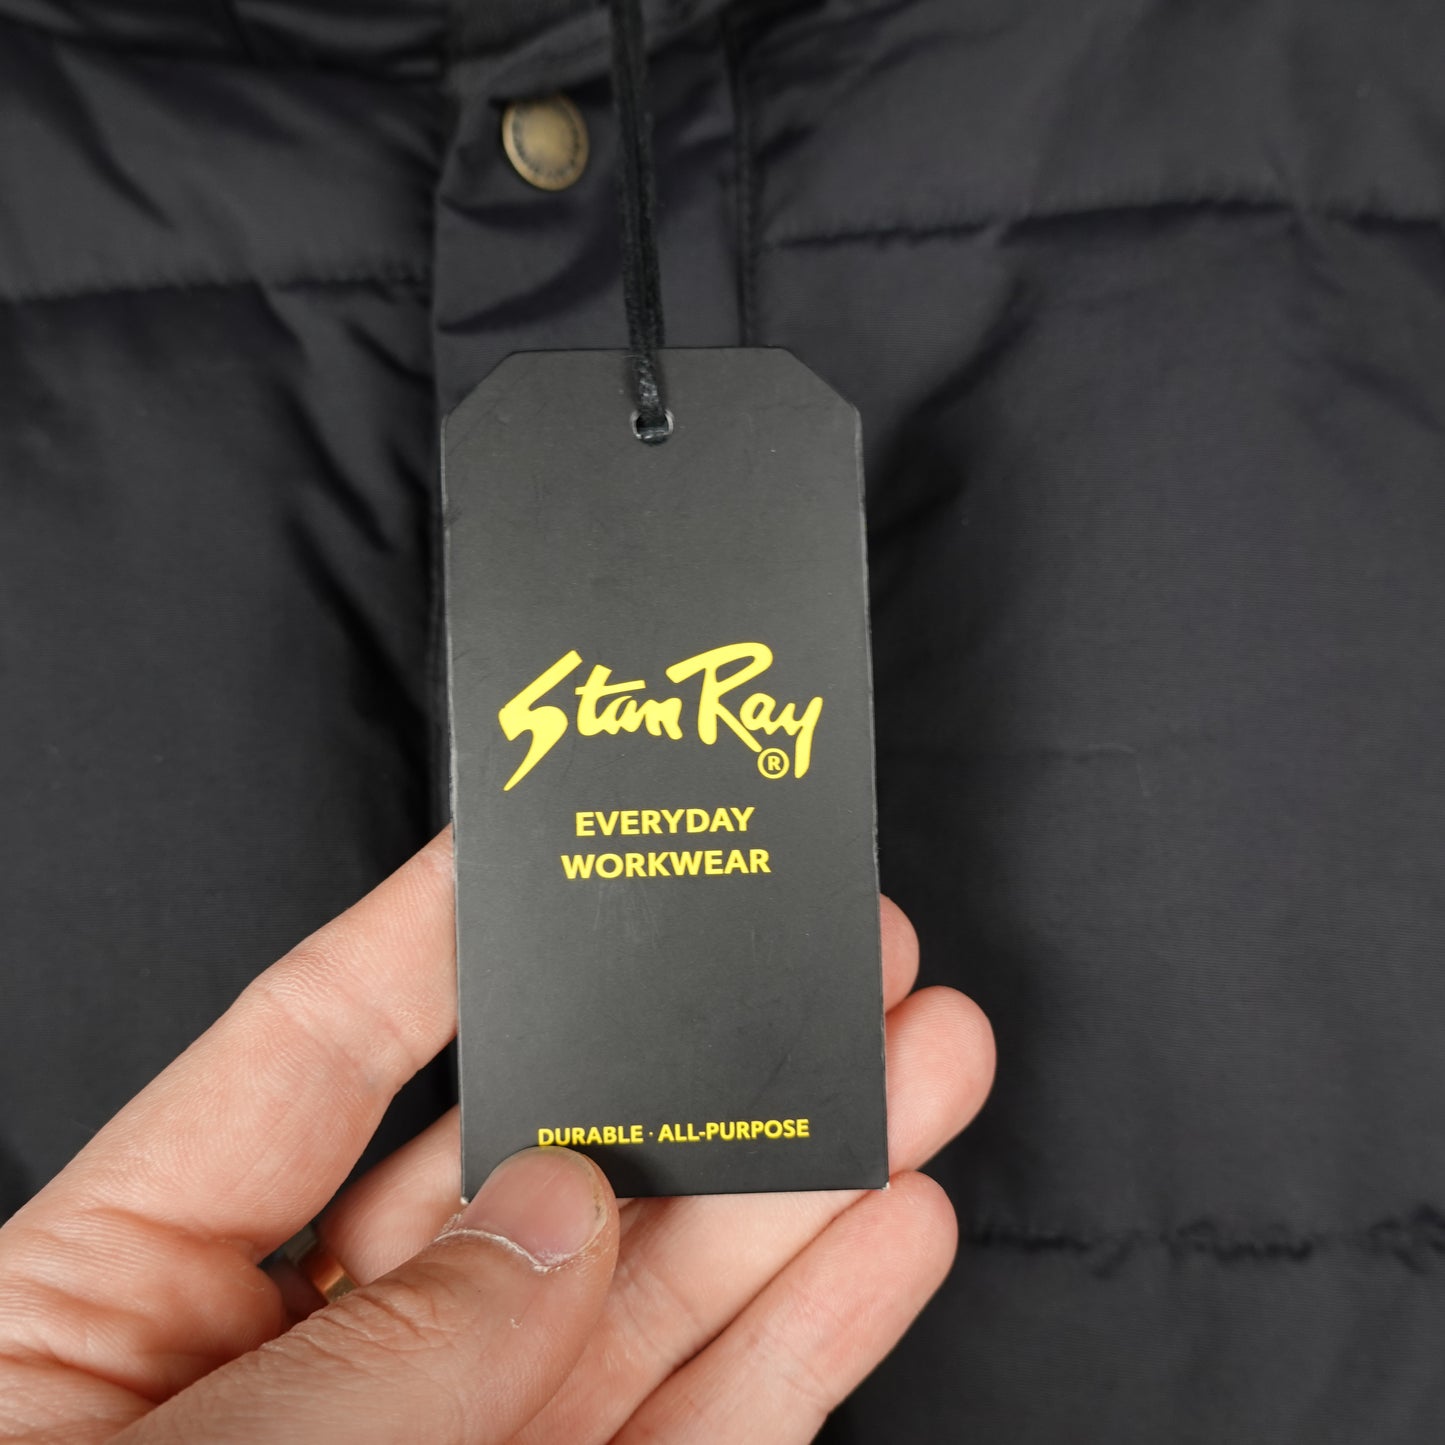 Stan Ray
®
EVERYDAY
WORKWEAR
DURABLE · ALL-PURPOSE